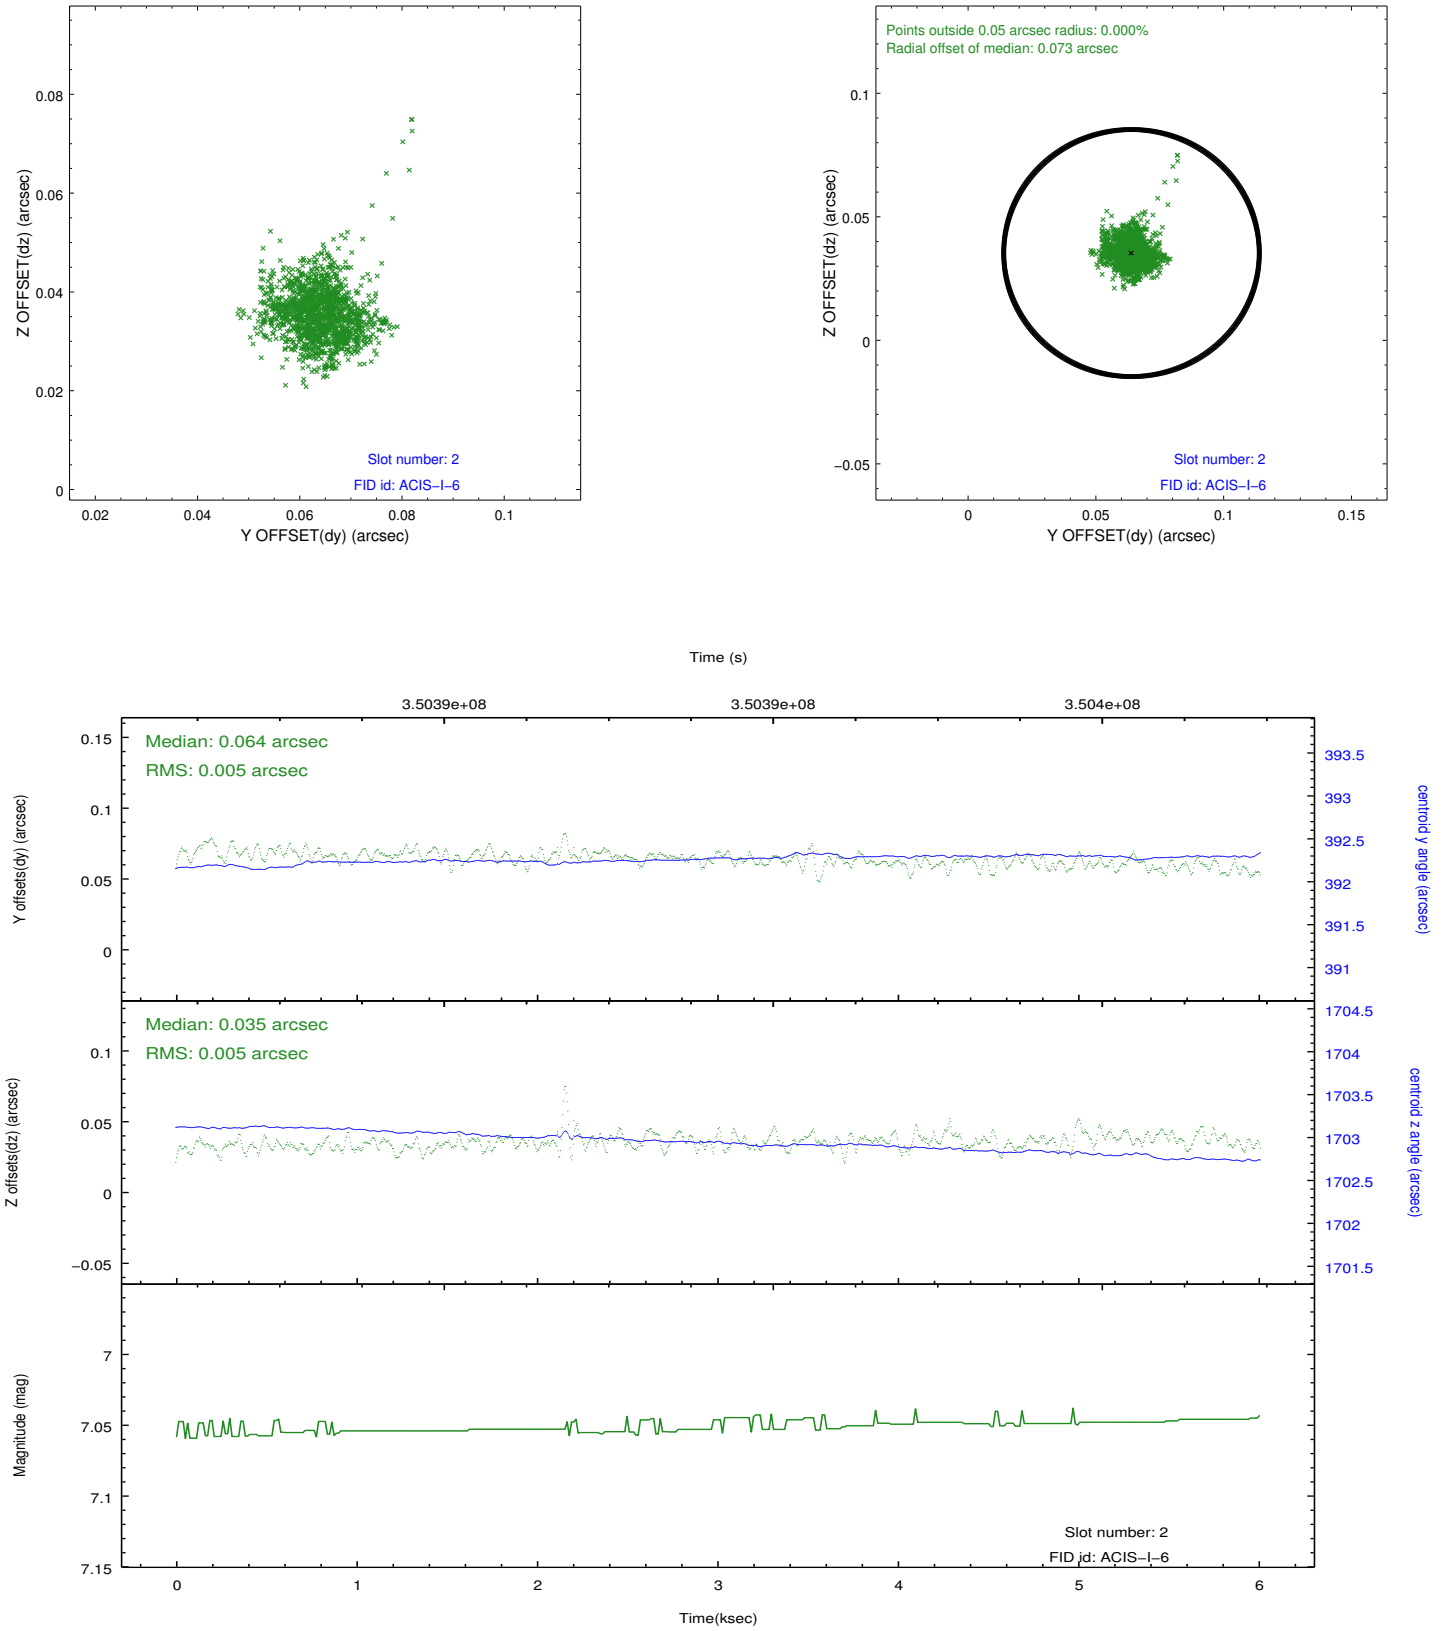 Points outside 0.05 arcsec radius: 0.000%
Radial offset of median: 0.073 arcsec
0.08
0.06
0.04
0.02
0
Z OFFSET(dz) (arcsec)
Slot number: 2
FID id: ACIS−I−6
0.02 0.04 0.06 0.08 0.1
Y OFFSET(dy) (arcsec)
0.1
0.05
0
−0.05
Z OFFSET(dz) (arcsec)
Slot number: 2
FID id: ACIS−I−6
0 0.05 0.1 0.15
Y OFFSET(dy) (arcsec)
Time (s)
3.5039e+08 3.5039e+08 3.504e+08
Median: 0.064 arcsec
RMS: 0.005 arcsec
0.15
0.1
0.05
0
Y offsets(dy) (arcsec)
393.5
393
392.5
392
391.5
391
centroid y angle (arcsec)
Median: 0.035 arcsec
RMS: 0.005 arcsec
0.1
0.05
0
−0.05
Z offsets(dz) (arcsec)
1704.5
1704
1703.5
1703
1702.5
1702
1701.5
centroid z angle (arcsec)
7
7.05
7.1
7.15
Magnitude (mag)
Slot number: 2
FID id: ACIS−I−6
0 1 2 3 4 5 6
Time(ksec)